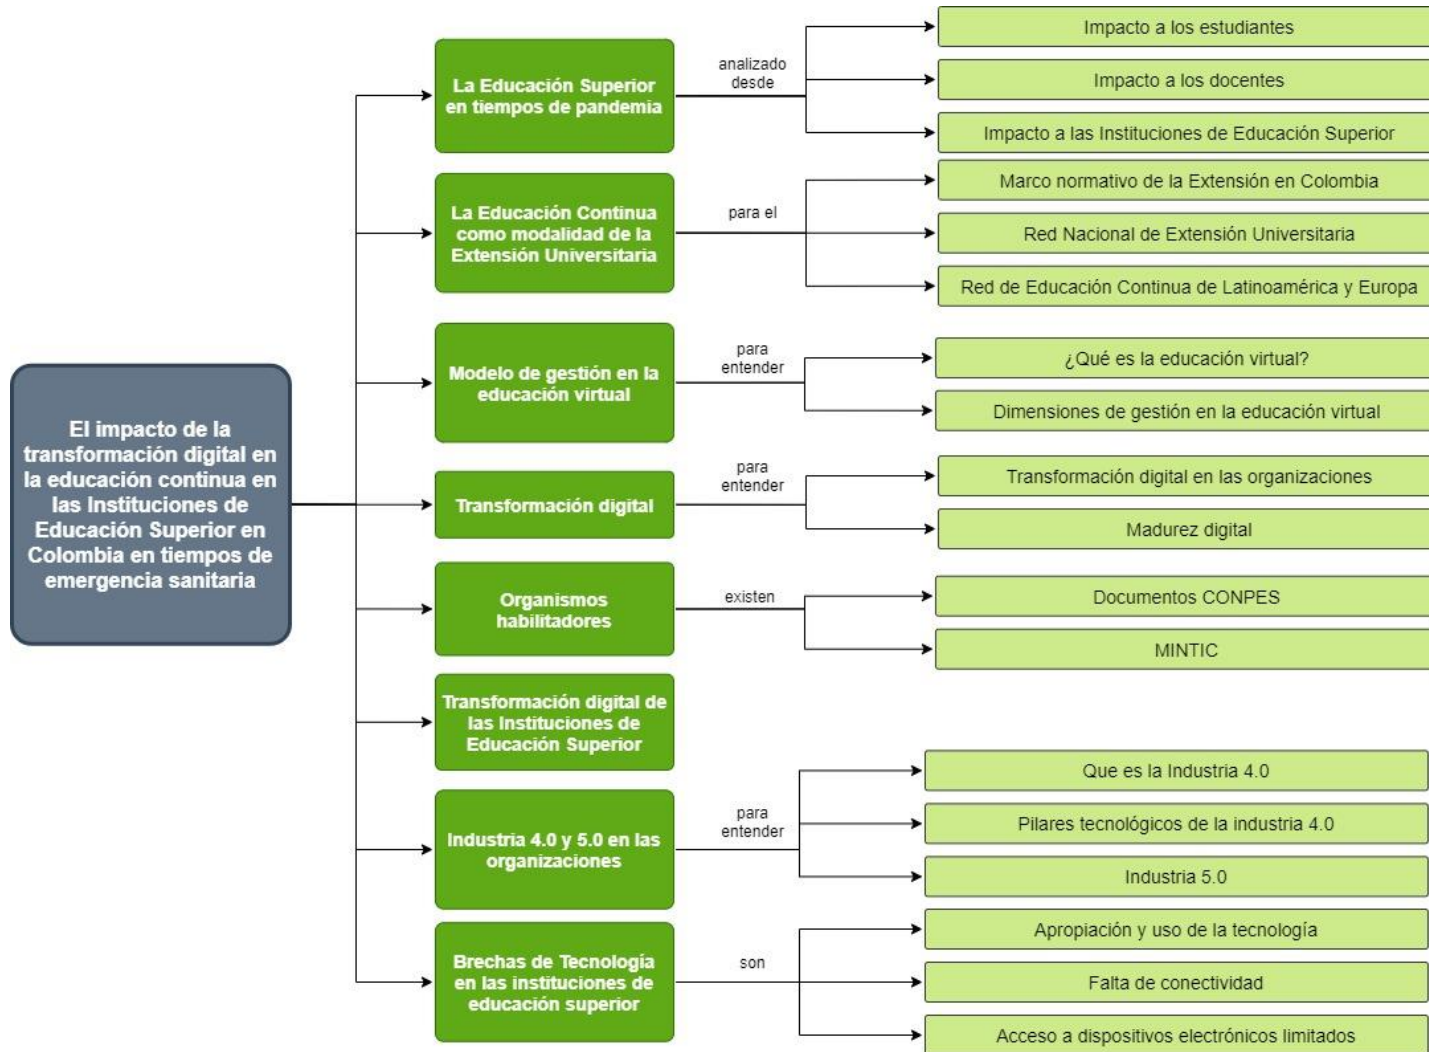 El impacto de la
transformación digital en
la educación continua en
las Instituciones de
Educación Superior en
Colombia en tiempos de
emergencia sanitaria
La Educación Superior
en tiempos de pandemia
analizado
desde
Impacto a los estudiantes
Impacto a los docentes
Impacto a las Instituciones de Educación Superior
La Educación Continua
como modalidad de la
Extensión Universitaria
para el
Marco normativo de la Extensión en Colombia
Red Nacional de Extensión Universitaria
Red de Educación Continua de Latinoamérica y Europa
Modelo de gestión en la
educación virtual
para
entender
¿Qué es la educación virtual?
Dimensiones de gestión en la educación virtual
Transformación digital
para
entender
Transformación digital en las organizaciones
Madurez digital
Organismos
habilitadores
existen
Documentos CONPES
MINTIC
Transformación digital de
las Instituciones de
Educación Superior
Industria 4.0 y 5.0 en las
organizaciones
para
entender
Que es la Industria 4.0
Pilares tecnológicos de la industria 4.0
Industria 5.0
Brechas de Tecnología
en las instituciones de
educación superior
son
Apropiación y uso de la tecnología
Falta de conectividad
Acceso a dispositivos electrónicos limitados